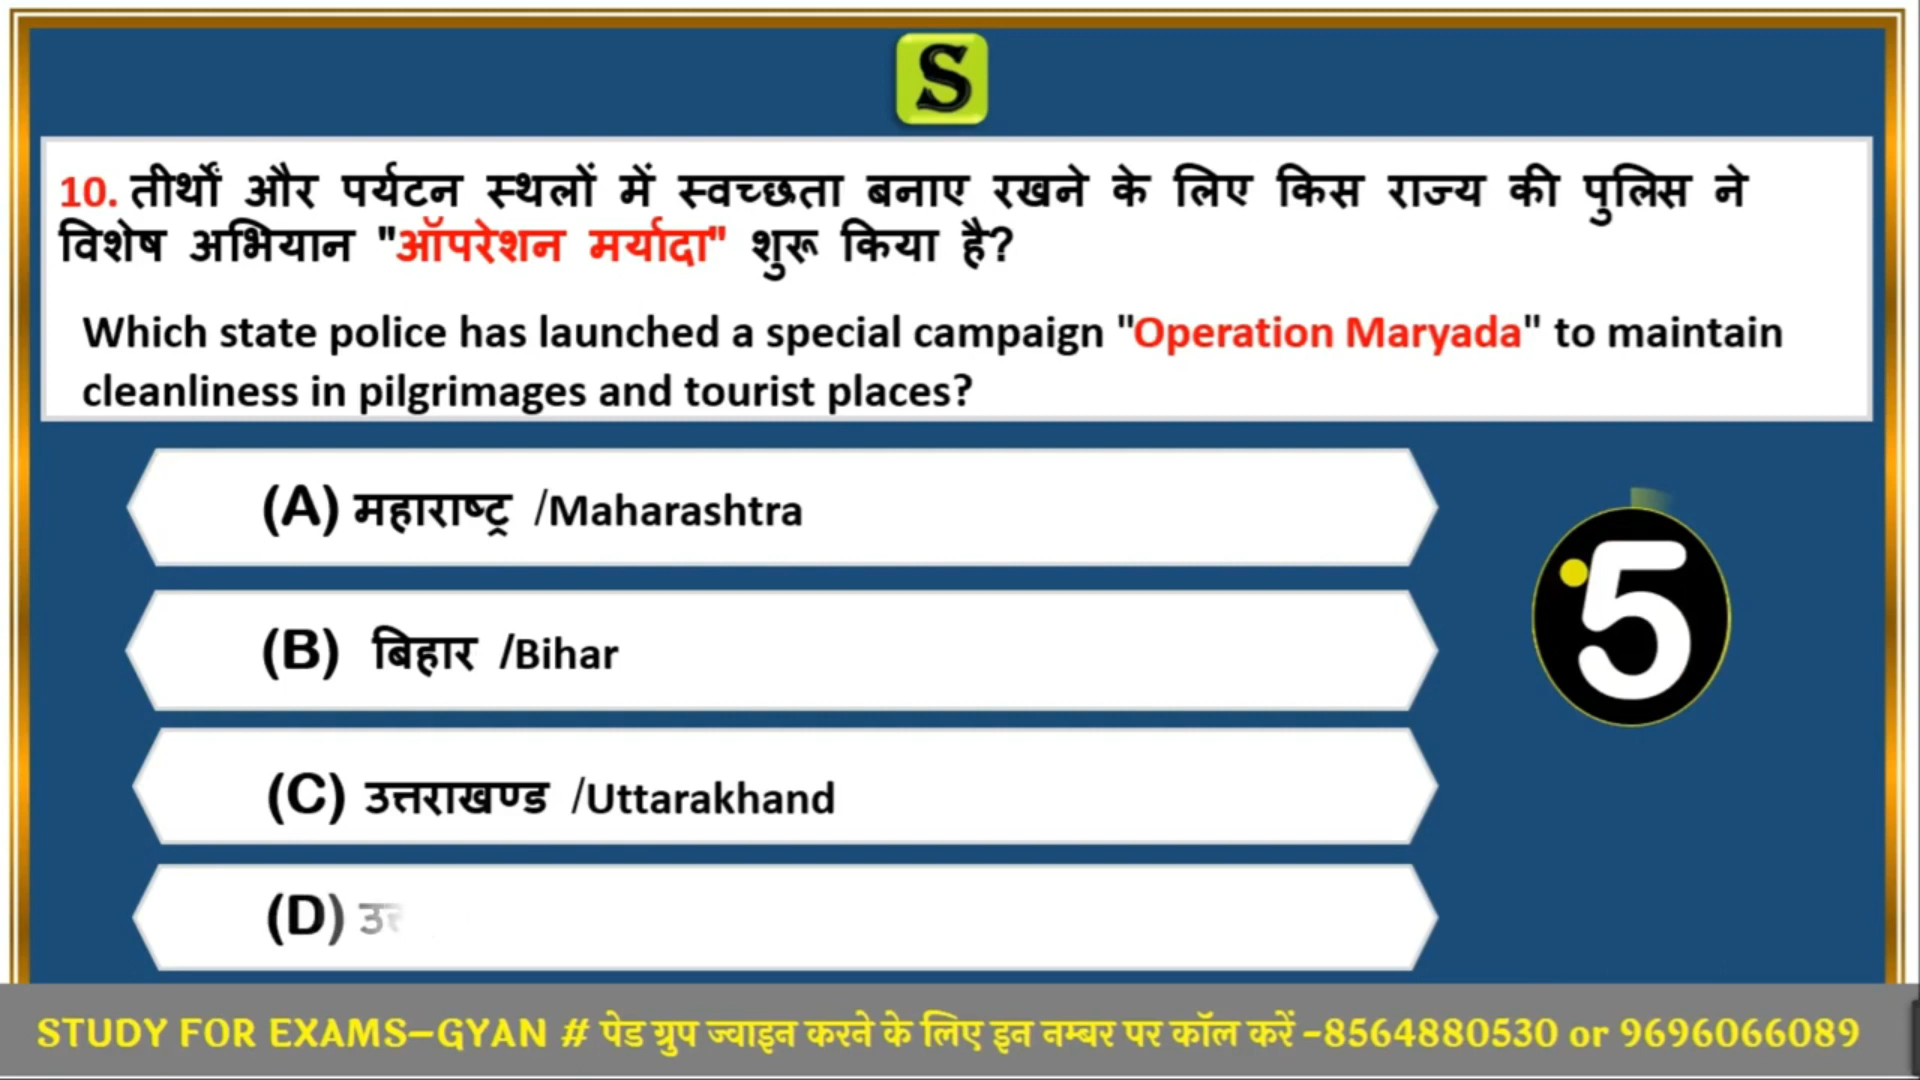 S
10. तीर्थों और पर्यटन स्थलों में स्वच्छता बनाए रखने के लिए किस राज्य की पुलिस ने
विशेष अभियान "ऑपरेशन मर्यादा" शुरू किया है?
Which state police has launched a special campaign "Operation Maryada" to maintain
cleanliness in pilgrimages and tourist places?
(A) महाराष्ट्र /Maharashtra
(B) बिहार /Bihar
5
(C) उत्तराखण्ड /Uttarakhand
(D)
STUDY FOR EXAMS–GYAN # पेड ग्रुप ज्वाइन करने के लिए इन नम्बर पर कॉल करें –8564880530 or 9696066089